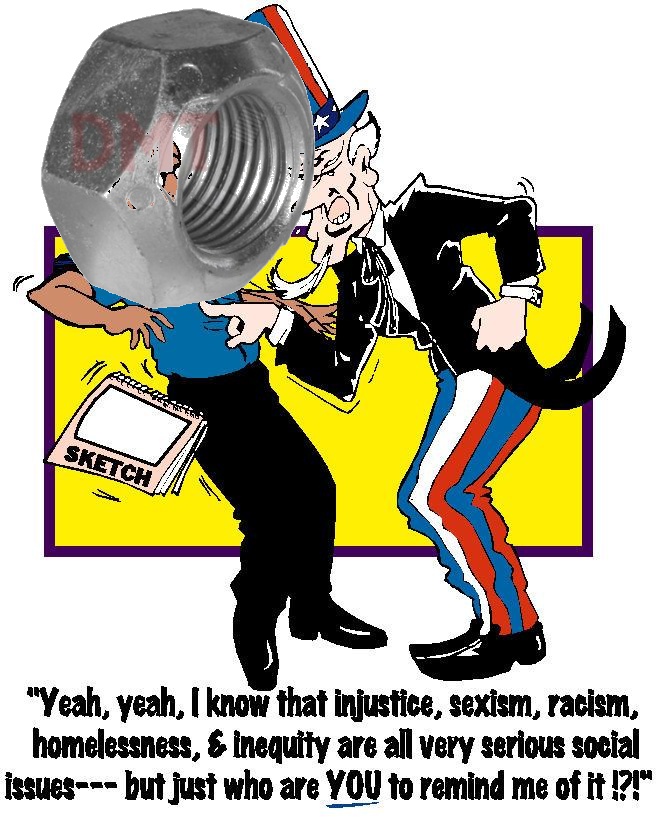 DMT
SKETCH
"Yeah, yeah, I know that injustice, sexism, racism,
homelessness, & inequity are all very serious social
issues--- but just who are YOU to remind me of it !?!"